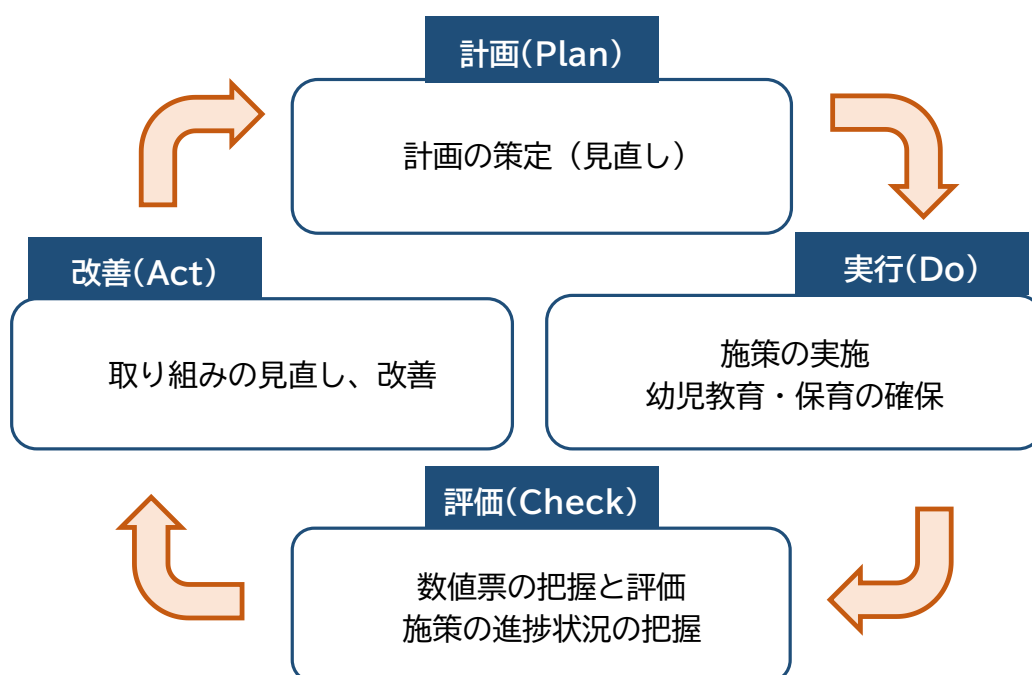 計画(Plan)
計画の策定（見直し）
実行(Do)
施策の実施
幼児教育・保育の確保
評価(Check)
数値票の把握と評価
施策の進捗状況の把握
改善(Act)
取り組みの見直し、改善